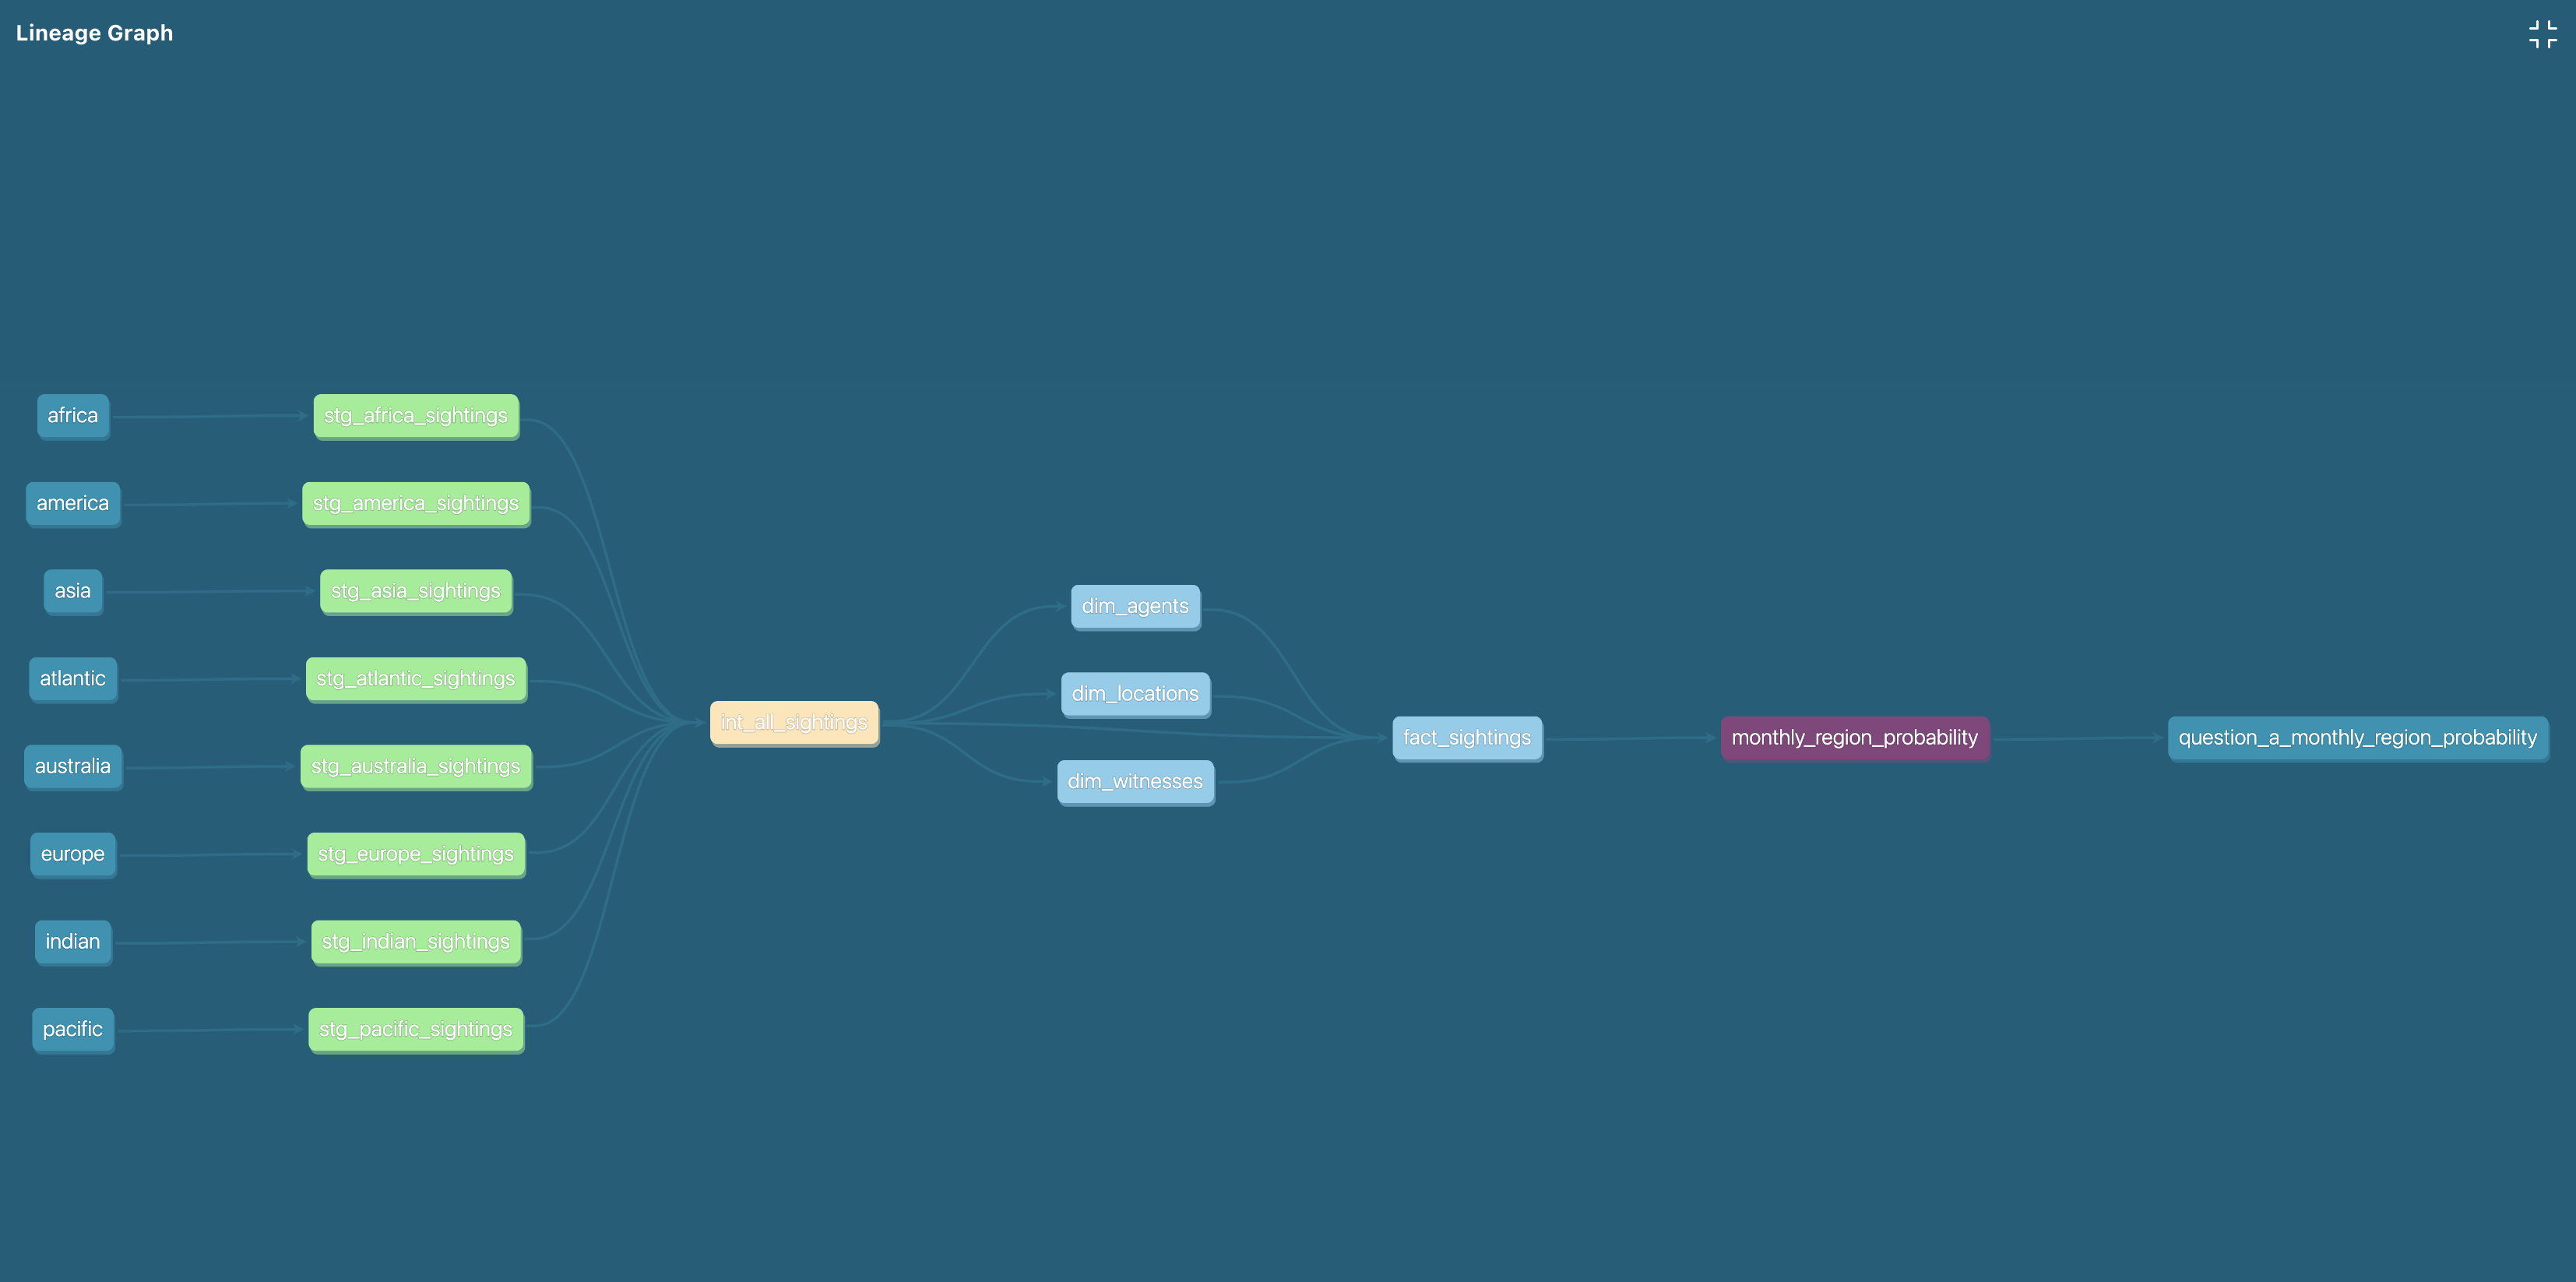 Lineage Graph
africa
stg_africa_sightings
america
stg_america_sightings
asia
stg_asia_sightings
dim_agents
atlantic
stg_atlantic_sightings
dim_locations
int_all_sightings
fact_sightings
monthly_region_probability
question_a_monthly_region_probability
australia
stg_australia_sightings
dim_witnesses
europe
stg_europe_sightings
indian
stg_indian_sightings
pacific
stg_pacific_sightings